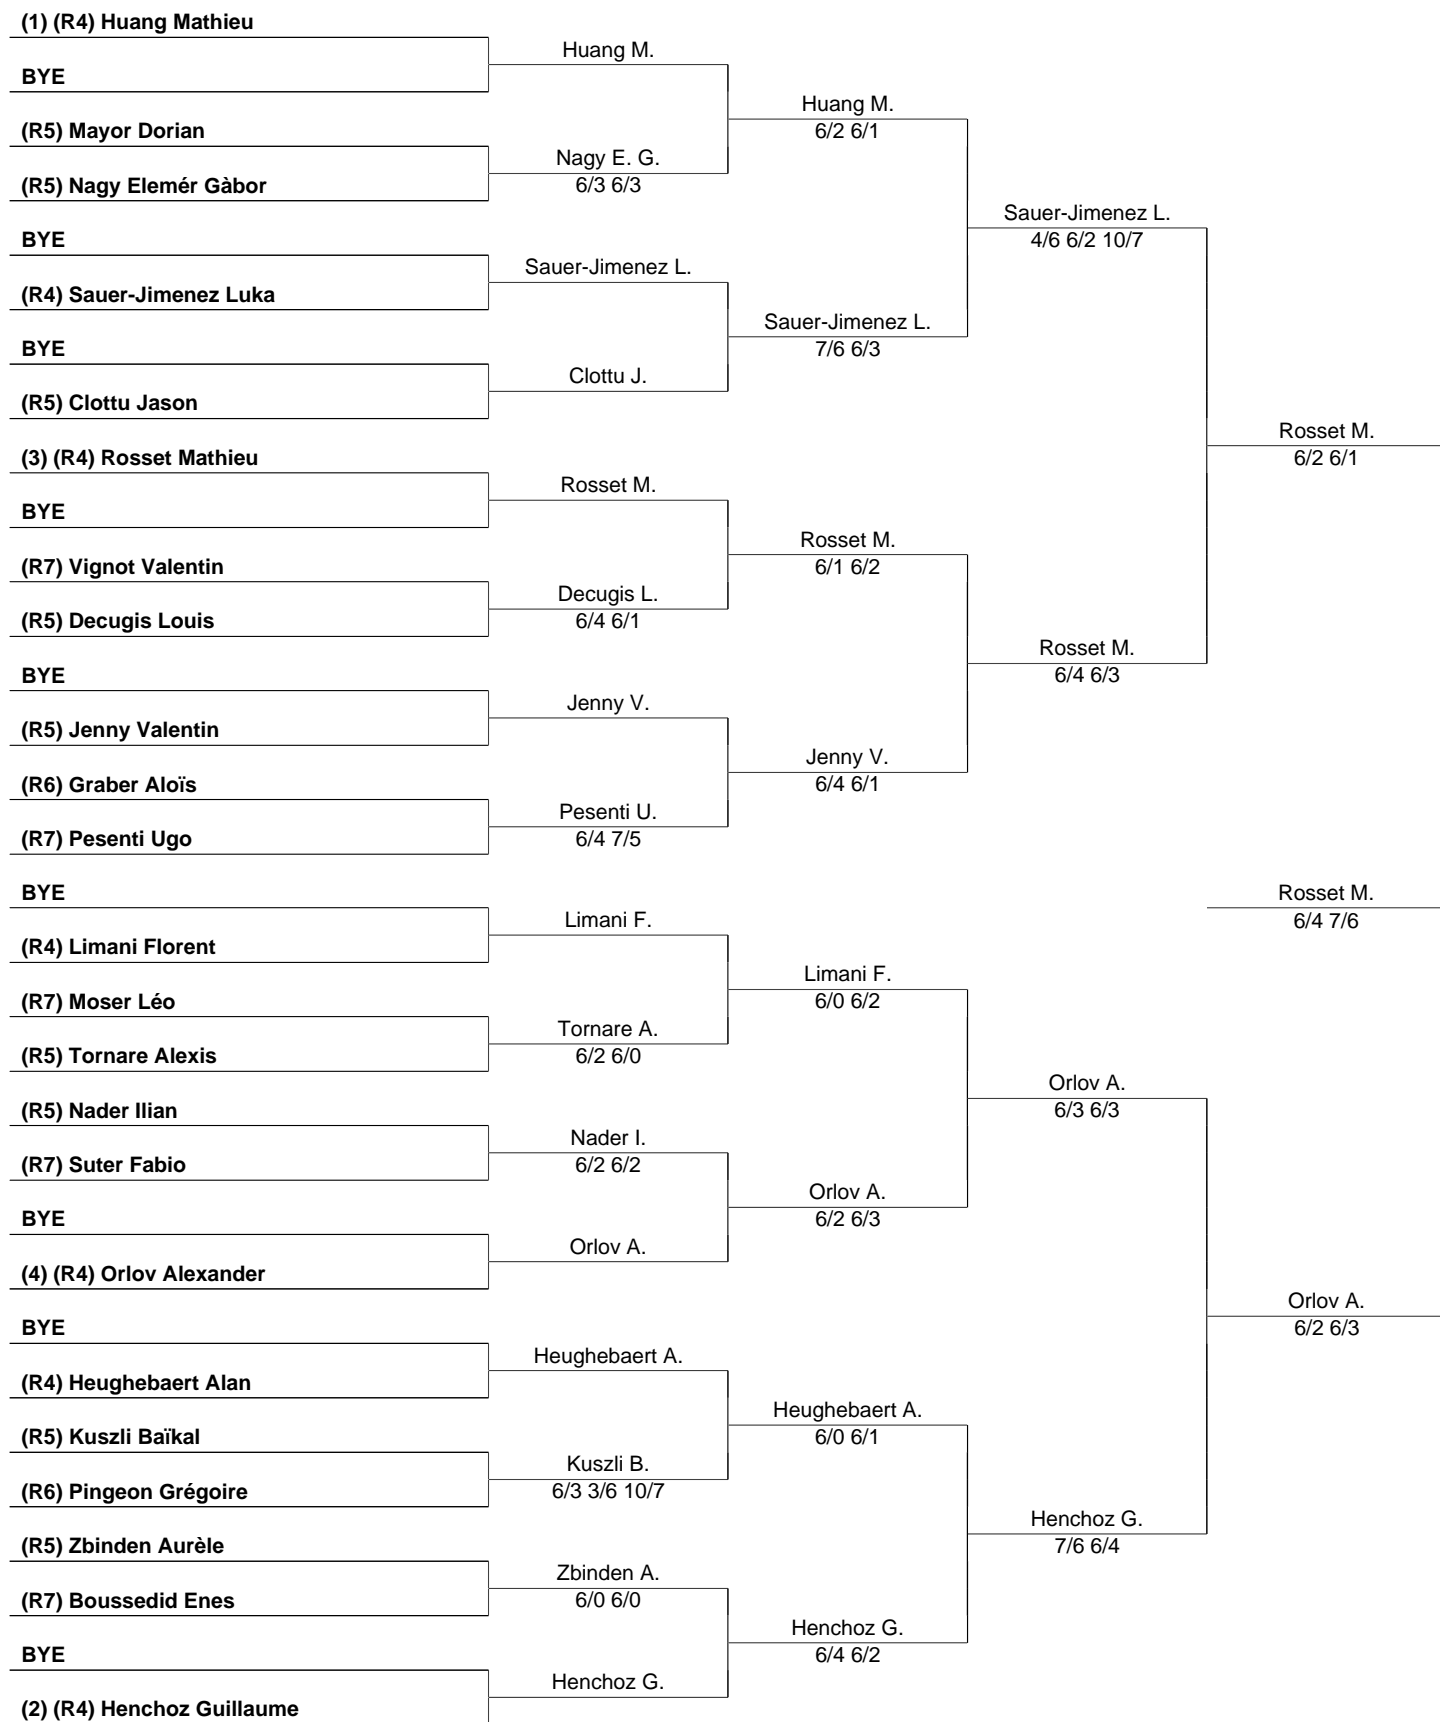 (1) (R4) Huang Mathieu
Huang M.
BYE
Huang M.
6/2 6/1
(R5) Mayor Dorian
Nagy E. G.
6/3 6/3
(R5) Nagy Elemér Gàbor
Sauer-Jimenez L.
4/6 6/2 10/7
BYE
Sauer-Jimenez L.
(R4) Sauer-Jimenez Luka
Sauer-Jimenez L.
7/6 6/3
BYE
Clottu J.
(R5) Clottu Jason
Rosset M.
6/2 6/1
(3) (R4) Rosset Mathieu
Rosset M.
BYE
Rosset M.
6/1 6/2
(R7) Vignot Valentin
Decugis L.
6/4 6/1
(R5) Decugis Louis
Rosset M.
6/4 6/3
BYE
Jenny V.
(R5) Jenny Valentin
Jenny V.
6/4 6/1
(R6) Graber Aloïs
Pesenti U.
6/4 7/5
(R7) Pesenti Ugo
BYE
Rosset M.
6/4 7/6
Limani F.
(R4) Limani Florent
Limani F.
6/0 6/2
(R7) Moser Léo
Tornare A.
6/2 6/0
(R5) Tornare Alexis
Orlov A.
6/3 6/3
(R5) Nader Ilian
Nader I.
6/2 6/2
(R7) Suter Fabio
Orlov A.
6/2 6/3
BYE
Orlov A.
(4) (R4) Orlov Alexander
Orlov A.
6/2 6/3
BYE
Heughebaert A.
(R4) Heughebaert Alan
Heughebaert A.
6/0 6/1
(R5) Kuszli Baïkal
Kuszli B.
6/3 3/6 10/7
(R6) Pingeon Grégoire
Henchoz G.
7/6 6/4
(R5) Zbinden Aurèle
Zbinden A.
6/0 6/0
(R7) Boussedid Enes
Henchoz G.
6/4 6/2
BYE
Henchoz G.
(2) (R4) Henchoz Guillaume